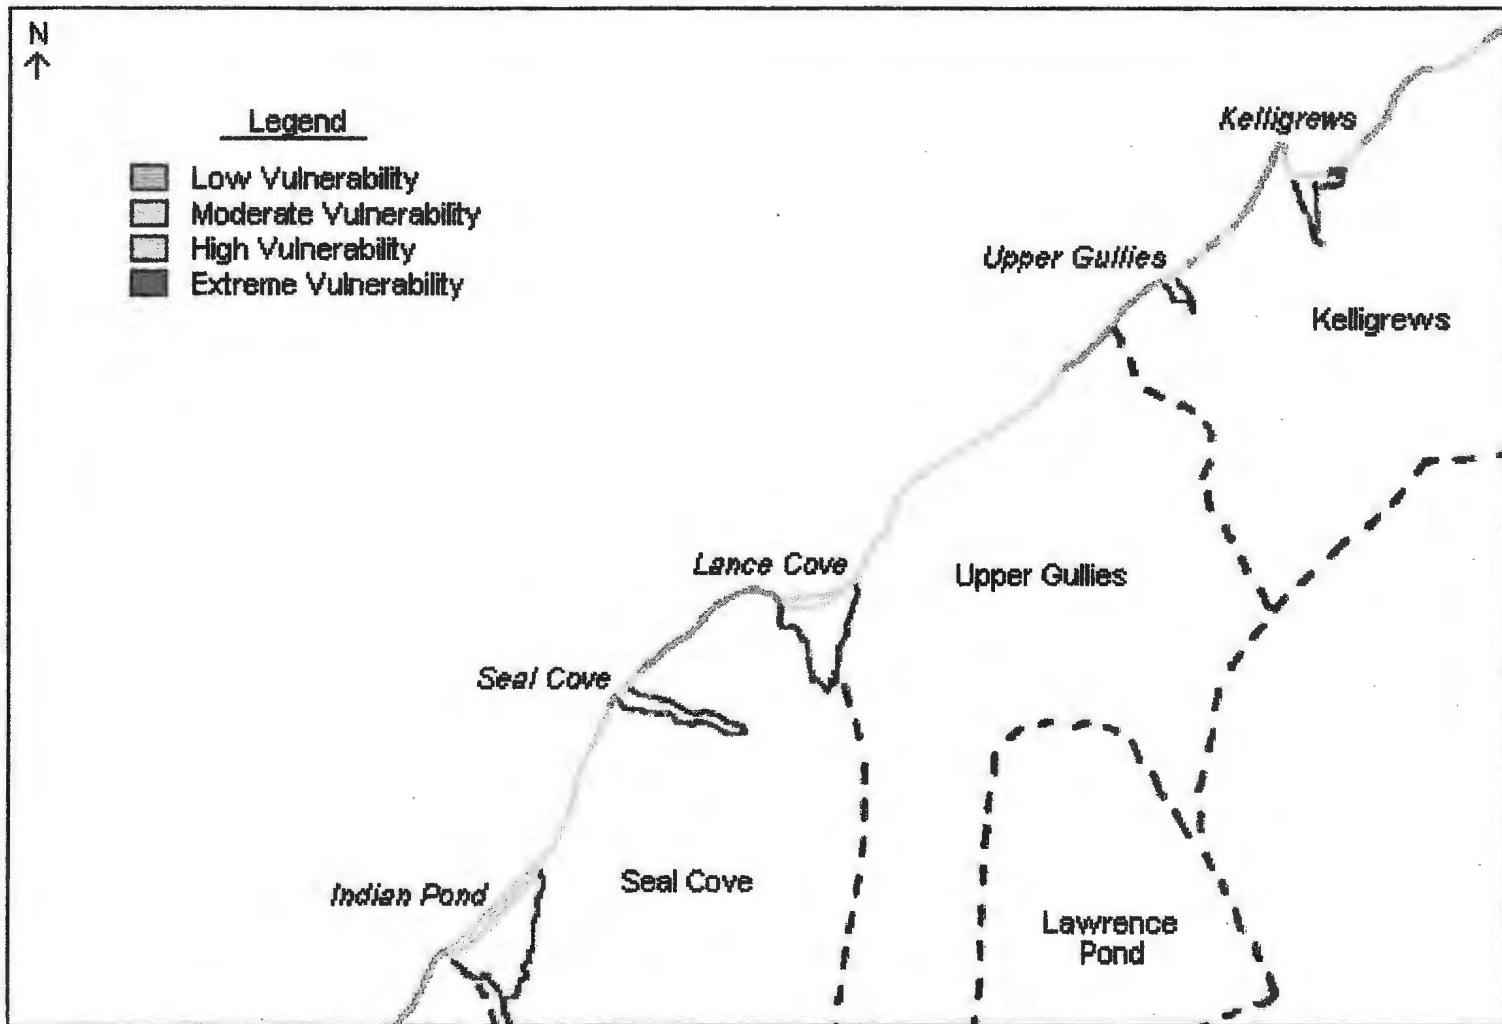 N
Legend
Low Vulnerability
Moderate Vulnerability
High Vulnerability
Extreme Vulnerability
Kelligrews
Upper Gullies
Kelligrews
Lance Cove
Upper Gullies
Seal Cove
Indian Pond
Seal Cove
Lawrence
Pond